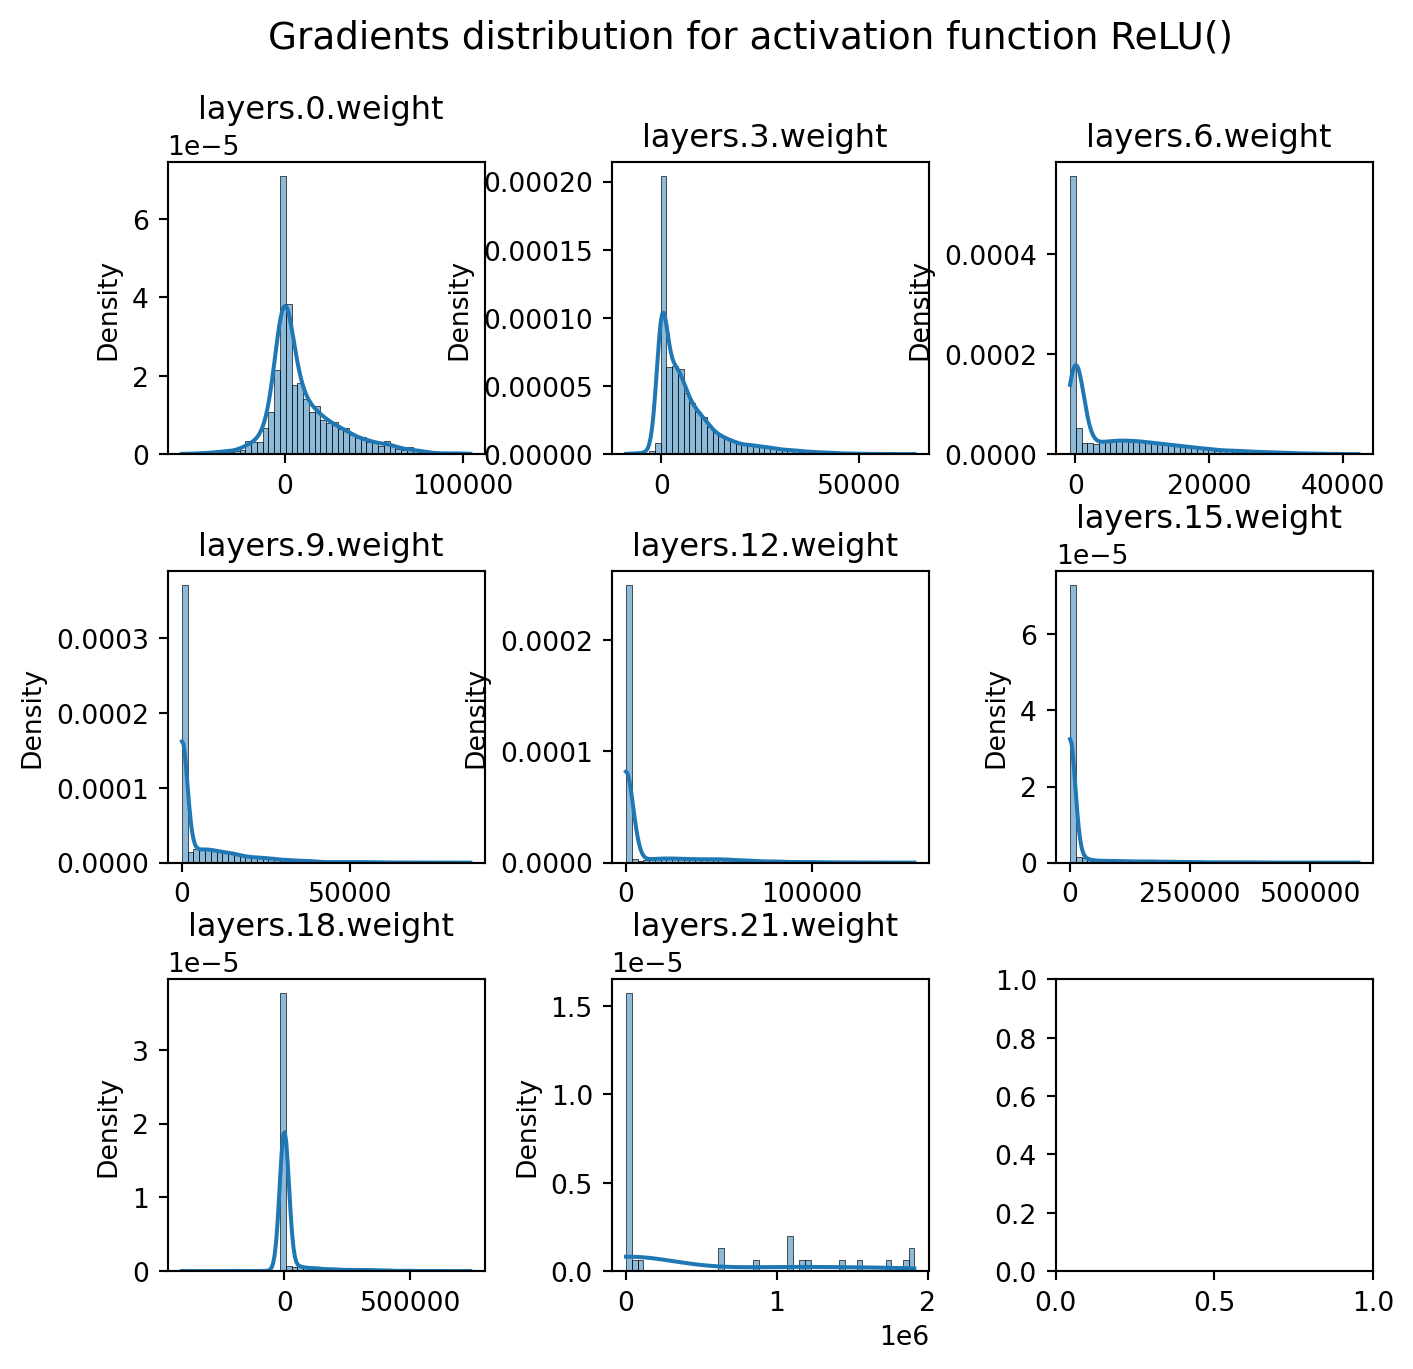 Gradients distribution for activation function ReLU()
layers.0.weight
1e−5
Density
6
4
2
0
0
100000
layers.3.weight
Density
0.00020
0.00015
0.00010
0.00005
0.00000
0
50000
layers.6.weight
Density
0.0004
0.0002
0.0000
0
20000
40000
layers.9.weight
Density
0.0003
0.0002
0.0001
0.0000
0
50000
layers.12.weight
Density
0.0002
0.0001
0.0000
0
100000
layers.15.weight
1e−5
Density
6
4
2
0
0
250000
500000
layers.18.weight
1e−5
Density
3
2
1
0
0
500000
layers.21.weight
1e−5
Density
1.5
1.0
0.5
0.0
0
1
2
1e6
1.0
0.8
0.6
0.4
0.2
0.0
0.0
0.5
1.0